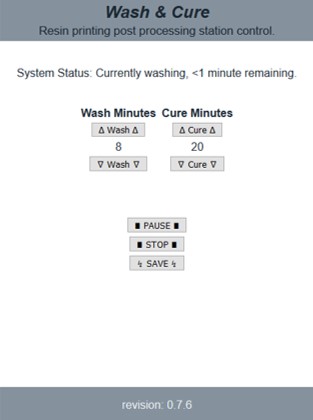 Wash & Cure
Resin printing post processing station control.
System Status: Currently washing, <1 minute remaining.
Wash Minutes Cure Minutes
Δ Wash Δ Δ Cure Δ
8 20
∇ Wash ∇ ∇ Cure ∇
∎ PAUSE ∎
∎ STOP ∎
↯ SAVE ↯
revision: 0.7.6